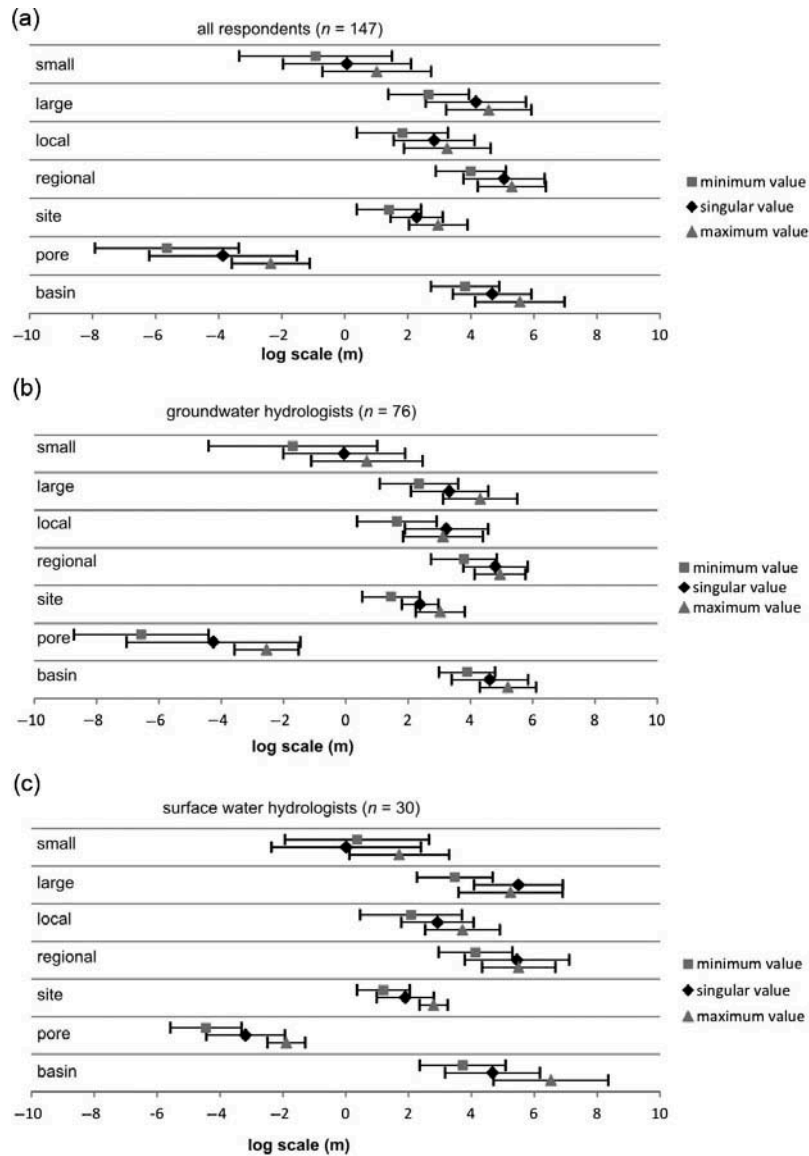 (a)
all respondents (n = 147)
small
large
local
regional
site
pore
basin
minimum value
singular value
maximum value
−10 −8 −6 −4 −2 0 2 4 6 8 10
log scale (m)
(b)
groundwater hydrologists (n = 76)
small
large
local
regional
site
pore
basin
minimum value
singular value
maximum value
−10 −8 −6 −4 −2 0 2 4 6 8 10
log scale (m)
(c)
surface water hydrologists (n = 30)
small
large
local
regional
site
pore
basin
minimum value
singular value
maximum value
−10 −8 −6 −4 −2 0 2 4 6 8 10
log scale (m)